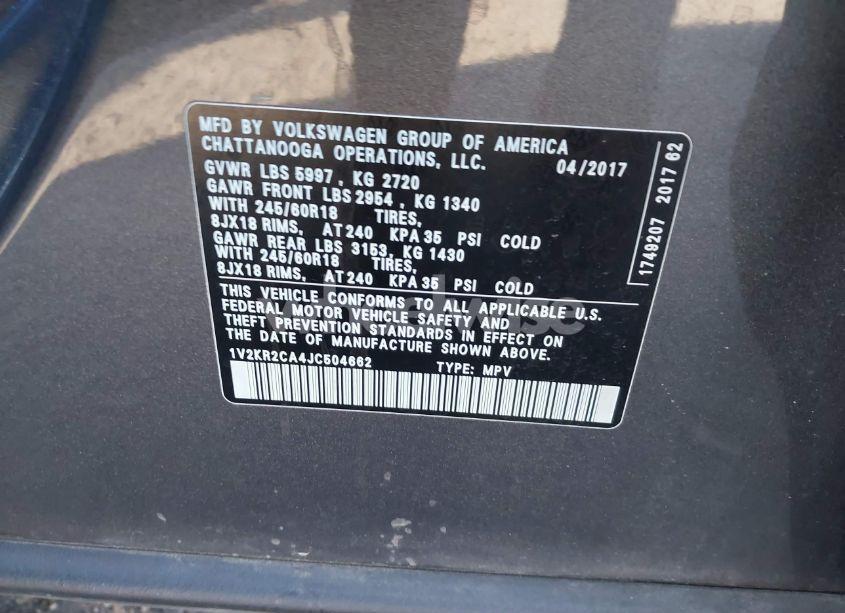 MFD BY VOLKSWAGEN GROUP OF AMERICA
CHATTANOOGA OPERATIONS, LLC. 04/2017
GVWR LBS 5997 , KG 2720
GAWR FRONT LBS 2954 , KG 1340
WITH 245/60R18 TIRES,
8JX18 RIMS, AT 240 KPA 35 PSI COLD
GAWR REAR LBS 3153, KG 1430
WITH 245/60R18 TIRES,
8JX18 RIMS, AT 240 KPA 35 PSI COLD
THIS VEHICLE CONFORMS TO ALL APPLICABLE U.S.
FEDERAL MOTOR VEHICLE SAFETY AND
THEFT PREVENTION STANDARDS IN EFFECT ON
THE DATE OF MANUFACTURE SHOWN ABOVE.
1V2KR2CA4JC504662 TYPE: MPV
1749207 2017 62